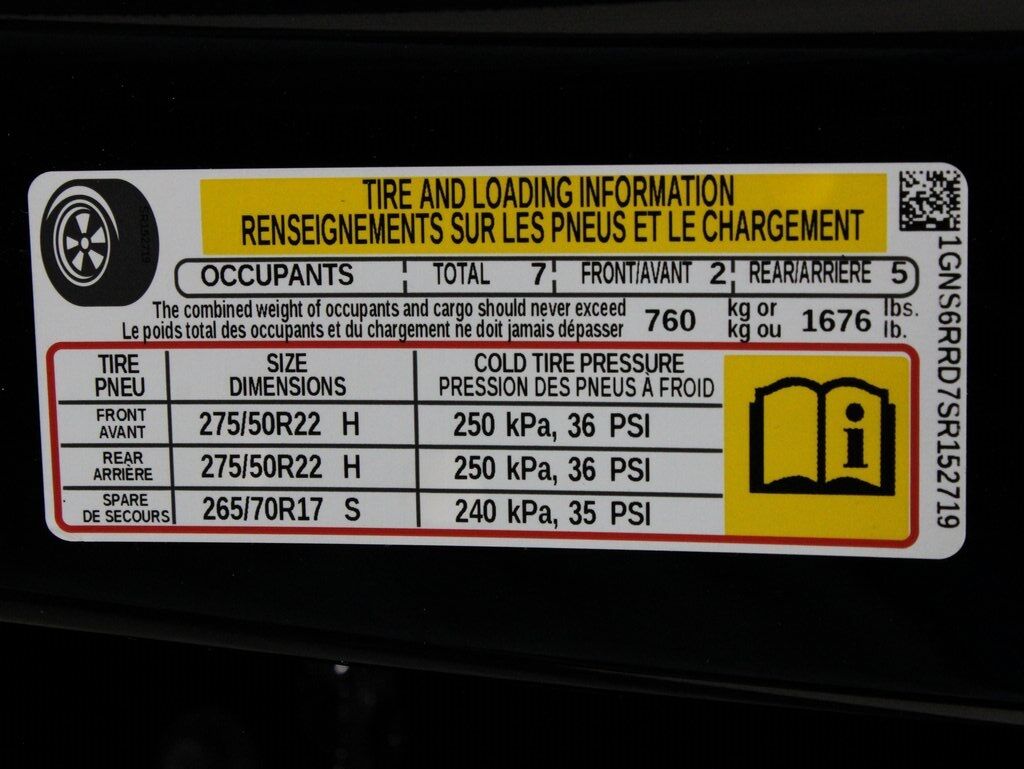 TIRE AND LOADING INFORMATION
RENSEIGNEMENTS SUR LES PNEUS ET LE CHARGEMENT
OCCUPANTS TOTAL 7 FRONT/AVANT 2 REAR/ARRIÈRE 5
The combined weight of occupants and cargo should never exceed 760 kg or 1676 lbs.
Le poids total des occupants et du chargement ne doit jamais dépasser kg ou lb.
TIRE SIZE COLD TIRE PRESSURE
PNEU DIMENSIONS PRESSION DES PNEUS À FROID
FRONT
AVANT 275/50R22 H 250 kPa, 36 PSI
REAR
ARRIÈRE 275/50R22 H 250 kPa, 36 PSI
SPARE
DE SECOURS 265/70R17 S 240 kPa, 35 PSI
i
1GNS6RRD7SR152719
SR152719